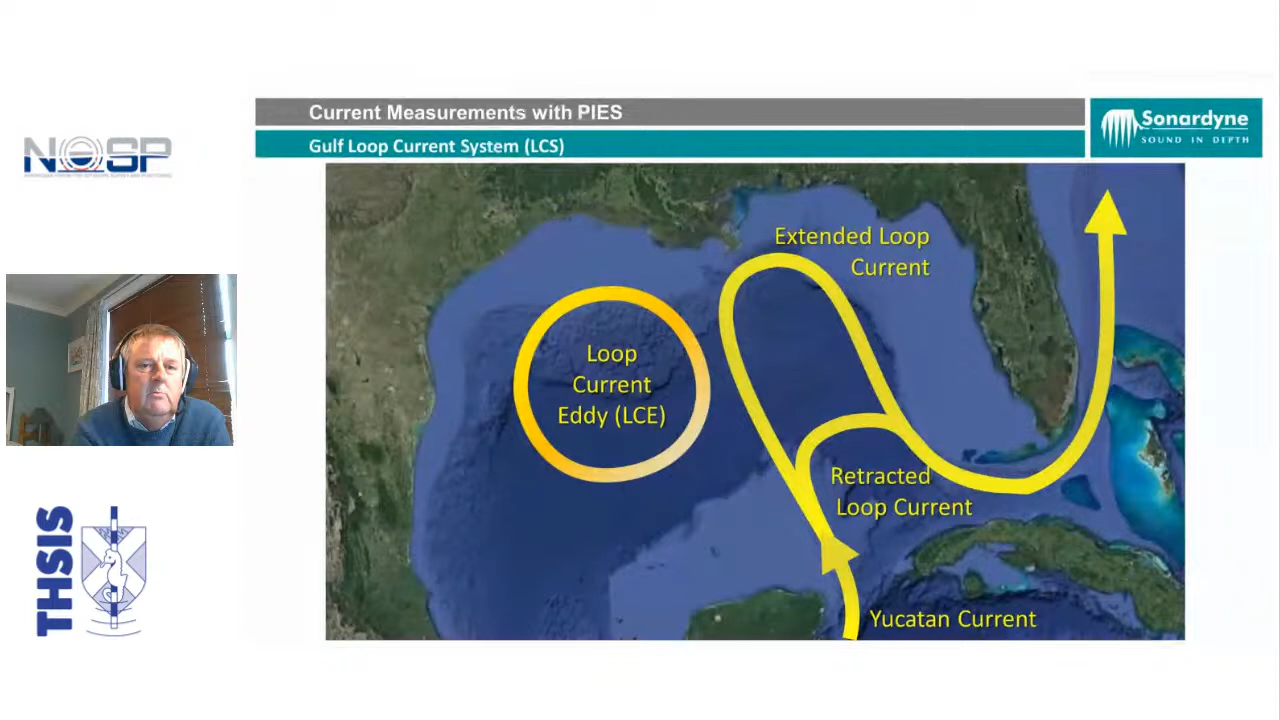 Current Measurements with PIES
Gulf Loop Current System (LCS)
Sonardyne
SOUND IN DEPTH
NOSP
THSIS
Extended Loop
Current
Loop
Current
Eddy (LCE)
Retracted
Loop Current
Yucatan Current